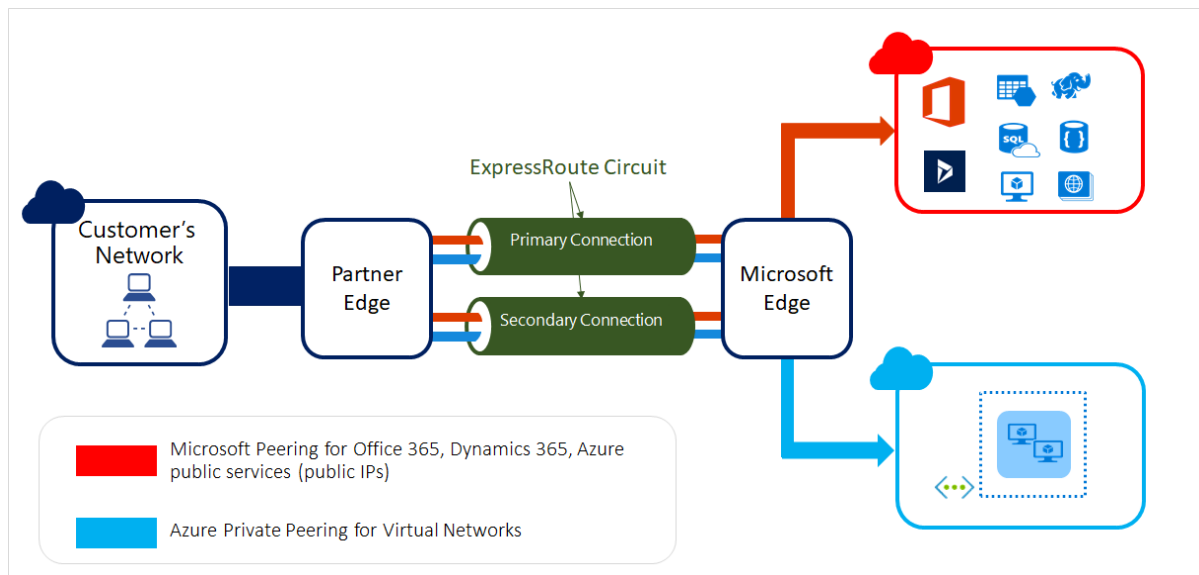 ExpressRoute Circuit
Customer's
Network
Partner
Edge
Primary Connection
Secondary Connection
Microsoft
Edge
SQL
Microsoft Peering for Office 365, Dynamics 365, Azure
public services (public IPs)
Azure Private Peering for Virtual Networks